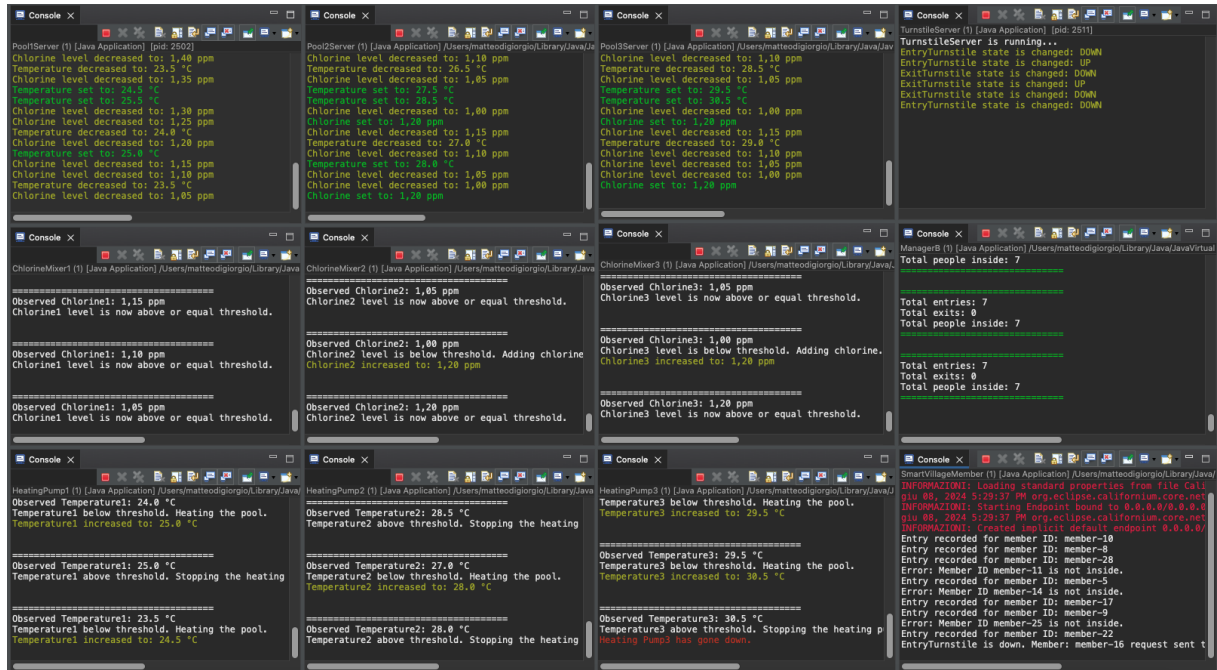 Console
Pool1Server (1) [Java Application] [pid: 2502]
Chlorine level decreased to: 1,40 ppm
Temperature decreased to: 23.5 °C
Chlorine level decreased to: 1,35 ppm
Temperature set to: 24.5 °C
Temperature set to: 25.5 °C
Chlorine level decreased to: 1,30 ppm
Chlorine level decreased to: 1,25 ppm
Temperature decreased to: 24.0 °C
Chlorine level decreased to: 1,20 ppm
Temperature set to: 25.0 °C
Chlorine level decreased to: 1,15 ppm
Chlorine level decreased to: 1,10 ppm
Temperature decreased to: 23.5 °C
Chlorine level decreased to: 1,05 ppm
Console
Pool2Server (1) [Java Application] /Users/matteodigiorgio/Library/Java/Ja
Chlorine level decreased to: 1,10 ppm
Temperature decreased to: 26.5 °C
Chlorine level decreased to: 1,05 ppm
Temperature set to: 27.5 °C
Temperature set to: 28.5 °C
Chlorine level decreased to: 1,00 ppm
Chlorine set to: 1,20 ppm
Chlorine level decreased to: 1,15 ppm
Temperature decreased to: 27.0 °C
Chlorine level decreased to: 1,10 ppm
Temperature set to: 28.0 °C
Chlorine level decreased to: 1,05 ppm
Chlorine level decreased to: 1,00 ppm
Chlorine set to: 1,20 ppm
Console
Pool3Server (1) [Java Application] /Users/matteodigiorgio/Library/Java/Jav
Chlorine level decreased to: 1,10 ppm
Temperature decreased to: 28.5 °C
Chlorine level decreased to: 1,05 ppm
Temperature set to: 29.5 °C
Temperature set to: 30.5 °C
Chlorine level decreased to: 1,00 ppm
Chlorine set to: 1,20 ppm
Chlorine level decreased to: 1,15 ppm
Temperature decreased to: 29.0 °C
Chlorine level decreased to: 1,10 ppm
Chlorine level decreased to: 1,05 ppm
Chlorine level decreased to: 1,00 ppm
Chlorine set to: 1,20 ppm
Console
TurnstileServer (1) [Java Application] [pid: 2511]
TurnstileServer is running...
EntryTurnstile state is changed: DOWN
EntryTurnstile state is changed: UP
ExitTurnstile state is changed: DOWN
ExitTurnstile state is changed: UP
ExitTurnstile state is changed: DOWN
EntryTurnstile state is changed: DOWN
Console
ChlorineMixer1 (1) [Java Application] /Users/matteodigiorgio/Library/Java
===================================
Observed Chlorine1: 1,15 ppm
Chlorine1 level is now above or equal threshold.
===================================
Observed Chlorine1: 1,10 ppm
Chlorine1 level is now above or equal threshold.
===================================
Observed Chlorine1: 1,05 ppm
Chlorine1 level is now above or equal threshold.
Console
ChlorineMixer2 (1) [Java Application] /Users/matteodigiorgio/Library/Java
===================================
Observed Chlorine2: 1,05 ppm
Chlorine2 level is now above or equal threshold.
===================================
Observed Chlorine2: 1,00 ppm
Chlorine2 level is below threshold. Adding chlorine
Chlorine2 increased to: 1,20 ppm
===================================
Observed Chlorine2: 1,20 ppm
Chlorine2 level is now above or equal threshold.
Console
ChlorineMixer3 (1) [Java Application] /Users/matteodigiorgio/Library/Java/J
===================================
Observed Chlorine3: 1,05 ppm
Chlorine3 level is now above or equal threshold.
===================================
Observed Chlorine3: 1,00 ppm
Chlorine3 level is below threshold. Adding chlorine.
Chlorine3 increased to: 1,20 ppm
===================================
Observed Chlorine3: 1,20 ppm
Chlorine3 level is now above or equal threshold.
Console
ManagerB (1) [Java Application] /Users/matteodigiorgio/Library/Java/JavaVirtual
Total people inside: 7
============================
============================
Total entries: 7
Total exits: 0
Total people inside: 7
============================
============================
Total entries: 7
Total exits: 0
Total people inside: 7
============================
Console
HeatingPump1 (1) [Java Application] /Users/matteodigiorgio/Library/Java/
Observed Temperature1: 24.0 °C
Temperature1 below threshold. Heating the pool.
Temperature1 increased to: 25.0 °C
===================================
Observed Temperature1: 25.0 °C
Temperature1 above threshold. Stopping the heating
===================================
Observed Temperature1: 23.5 °C
Temperature1 below threshold. Heating the pool.
Temperature1 increased to: 24.5 °C
Console
HeatingPump2 (1) [Java Application] /Users/matteodigiorgio/Library/Java/
===================================
Observed Temperature2: 28.5 °C
Temperature2 above threshold. Stopping the heating
===================================
Observed Temperature2: 27.0 °C
Temperature2 below threshold. Heating the pool.
Temperature2 increased to: 28.0 °C
===================================
Observed Temperature2: 28.0 °C
Temperature2 above threshold. Stopping the heating
Console
HeatingPump3 (1) [Java Application] /Users/matteodigiorgio/Library/Java/J
Temperature3 below threshold. Heating the pool.
Temperature3 increased to: 29.5 °C
===================================
Observed Temperature3: 29.5 °C
Temperature3 below threshold. Heating the pool.
Temperature3 increased to: 30.5 °C
===================================
Observed Temperature3: 30.5 °C
Temperature3 above threshold. Stopping the heating p
Heating Pump3 has gone down.
Console
SmartVillageMember (1) [Java Application] /Users/matteodigiorgio/Library/Java/
INFORMAZIONI: Loading standard properties from file Cali
giu 08, 2024 5:29:37 PM org.eclipse.californium.core.net
INFORMAZIONI: Starting Endpoint bound to 0.0.0.0/0.0.0.0
giu 08, 2024 5:29:37 PM org.eclipse.californium.core.net
INFORMAZIONI: Created implicit default endpoint 0.0.0.0/
Entry recorded for member ID: member-10
Entry recorded for member ID: member-8
Entry recorded for member ID: member-28
Error: Member ID member-11 is not inside.
Entry recorded for member ID: member-5
Error: Member ID member-14 is not inside.
Entry recorded for member ID: member-17
Entry recorded for member ID: member-9
Error: Member ID member-25 is not inside.
Entry recorded for member ID: member-22
EntryTurnstile is down. Member: member-16 request sent t